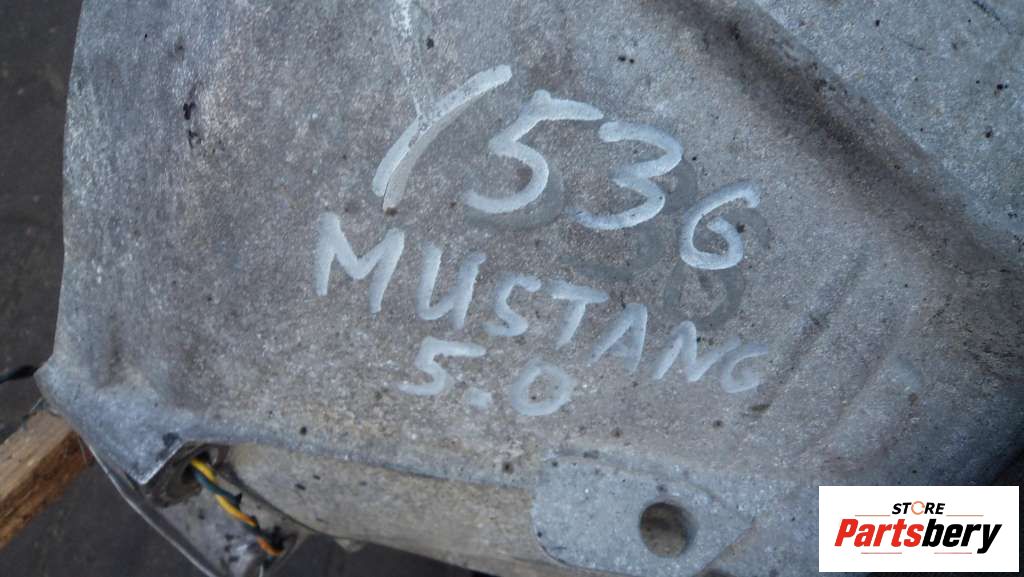 1536
MUSTANG
5.0
STORE
Partsbery